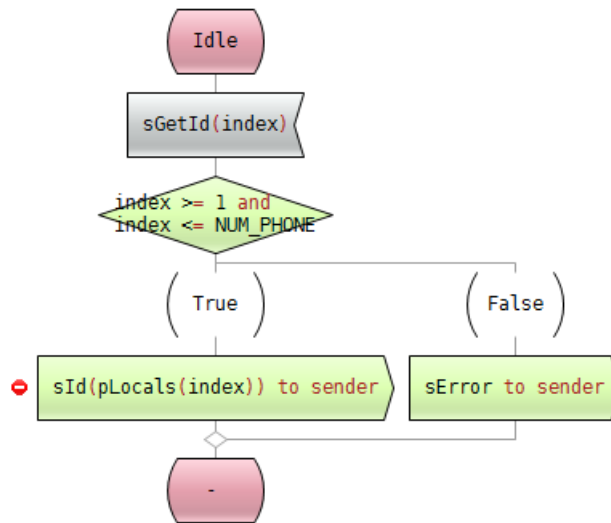 Idle
sGetId(index)
index >= 1 and
index <= NUM_PHONE
True
False
sId(pLocals(index)) to sender
sError to sender
-